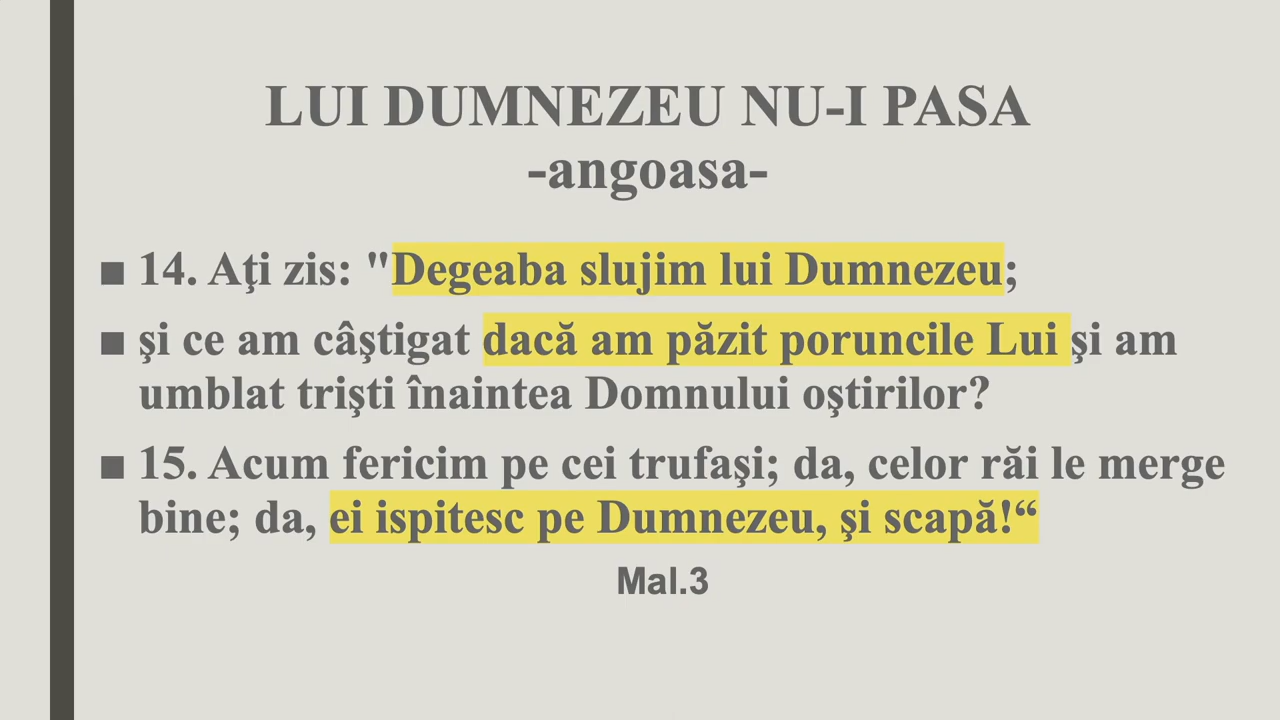 LUI DUMNEZEU NU-I PASA
-angoasa-
■ 14. Aţi zis: "Degeaba slujim lui Dumnezeu;
■ şi ce am câştigat dacă am păzit poruncile Lui şi am
umblat trişti înaintea Domnului oştirilor?
■ 15. Acum fericim pe cei trufaşi; da, celor răi le merge
bine; da, ei ispitesc pe Dumnezeu, şi scapă!“
Mal.3